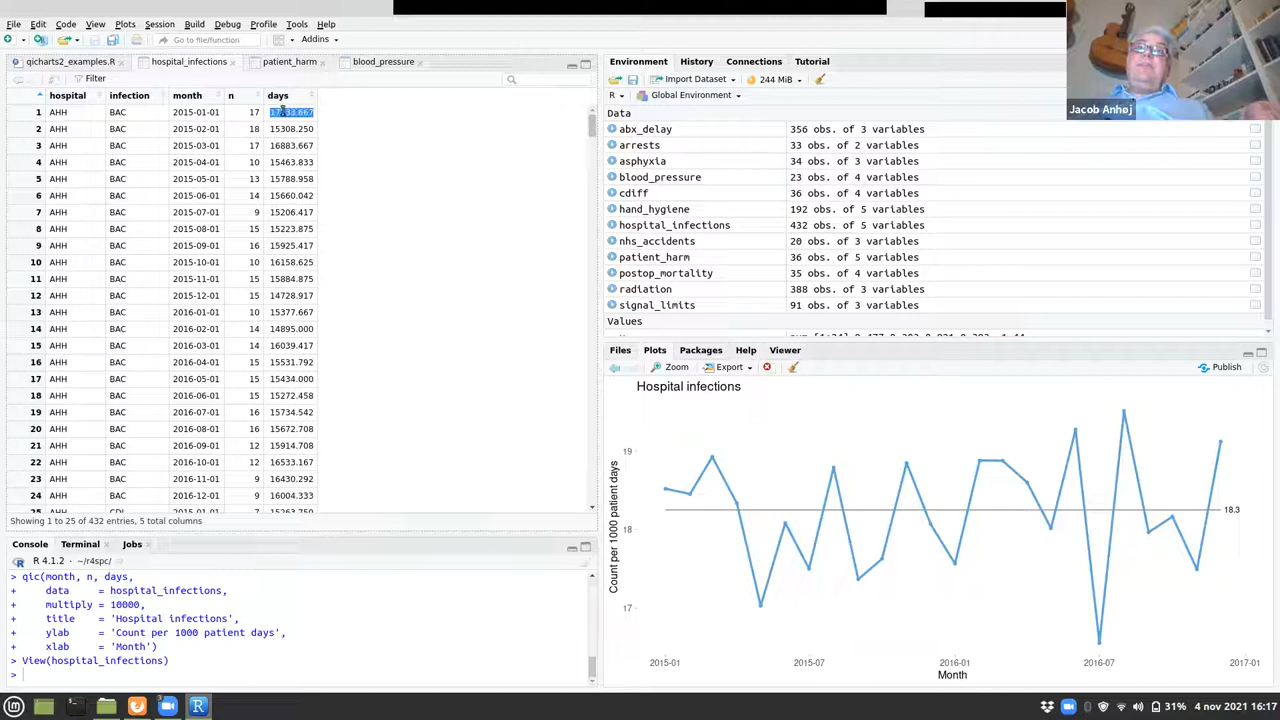 File Edit Code View Plots Session Build Debug Profile Tools Help
Go to file/function Addins
qicharts2_examples.R hospital_infections patient_harm blood_pressure
Filter
hospital infection month n days
1 AHH BAC 2015-01-01 17
2 AHH BAC 2015-02-01 18 15308.250
3 AHH BAC 2015-03-01 17 16883.667
4 AHH BAC 2015-04-01 10 15463.833
5 AHH BAC 2015-05-01 13 15788.958
6 AHH BAC 2015-06-01 14 15660.042
7 AHH BAC 2015-07-01 9 15206.417
8 AHH BAC 2015-08-01 15 15223.875
9 AHH BAC 2015-09-01 16 15925.417
10 AHH BAC 2015-10-01 10 16158.625
11 AHH BAC 2015-11-01 15 15884.875
12 AHH BAC 2015-12-01 15 14728.917
13 AHH BAC 2016-01-01 10 15377.667
14 AHH BAC 2016-02-01 14 14895.000
15 AHH BAC 2016-03-01 14 16039.417
16 AHH BAC 2016-04-01 15 15531.792
17 AHH BAC 2016-05-01 15 15434.000
18 AHH BAC 2016-06-01 15 15272.458
19 AHH BAC 2016-07-01 16 15734.542
20 AHH BAC 2016-08-01 16 15672.708
21 AHH BAC 2016-09-01 12 15914.708
22 AHH BAC 2016-10-01 12 16533.167
23 AHH BAC 2016-11-01 9 16430.292
24 AHH BAC 2016-12-01 9 16004.333
25 AHH CDI 2015-01-01 7 15263.750
Showing 1 to 25 of 432 entries, 5 total columns
Console Terminal Jobs
R 4.1.2 · ~/r4spc/
> qic(month, n, days,
+ data = hospital_infections,
+ multiply = 10000,
+ title = 'Hospital infections',
+ ylab = 'Count per 1000 patient days',
+ xlab = 'Month')
> View(hospital_infections)
>
Environment History Connections Tutorial
Import Dataset 244 MiB
R Global Environment
Data
abx_delay 356 obs. of 3 variables
arrests 33 obs. of 2 variables
asphyxia 34 obs. of 3 variables
blood_pressure 23 obs. of 4 variables
cdiff 36 obs. of 4 variables
hand_hygiene 192 obs. of 5 variables
hospital_infections 432 obs. of 5 variables
nhs_accidents 20 obs. of 3 variables
patient_harm 36 obs. of 5 variables
postop_mortality 35 obs. of 4 variables
radiation 388 obs. of 3 variables
signal_limits 91 obs. of 3 variables
Values
Files Plots Packages Help Viewer
Zoom Export Publish
Hospital infections
Count per 1000 patient days
19
18
17
18.3
2015-01 2015-07 2016-01 2016-07 2017-01
Month
Jacob Anhøj
31% 4 nov 2021 16:17